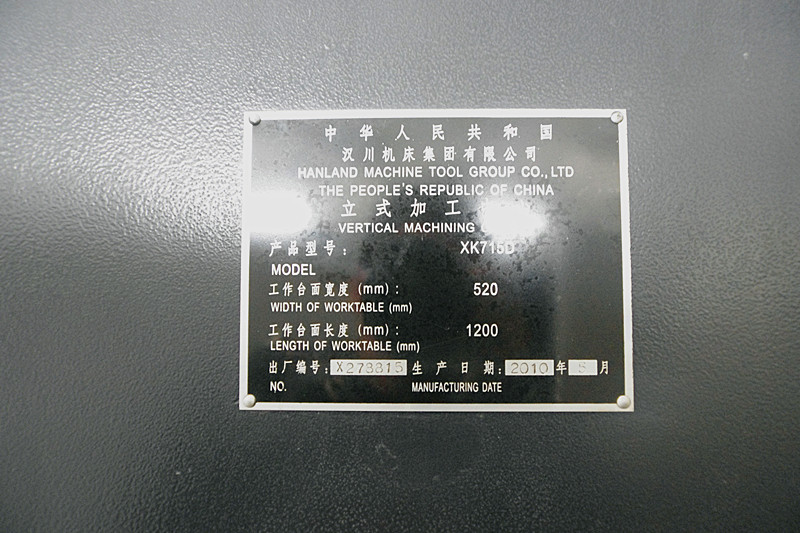 中华人民共和国
汉川机床集团有限公司
HANLAND MACHINE TOOL GROUP CO.,LTD
THE PEOPLE'S REPUBLIC OF CHINA
立式加工
VERTICAL MACHINING
产品型号: XK715D
MODEL
工作台面宽度 (mm): 520
WIDTH OF WORKTABLE (mm)
工作台面长度 (mm): 1200
LENGTH OF WORKTABLE (mm)
出厂编号: 生产日期: 2010 年 月
NO. MANUFACTURING DATE